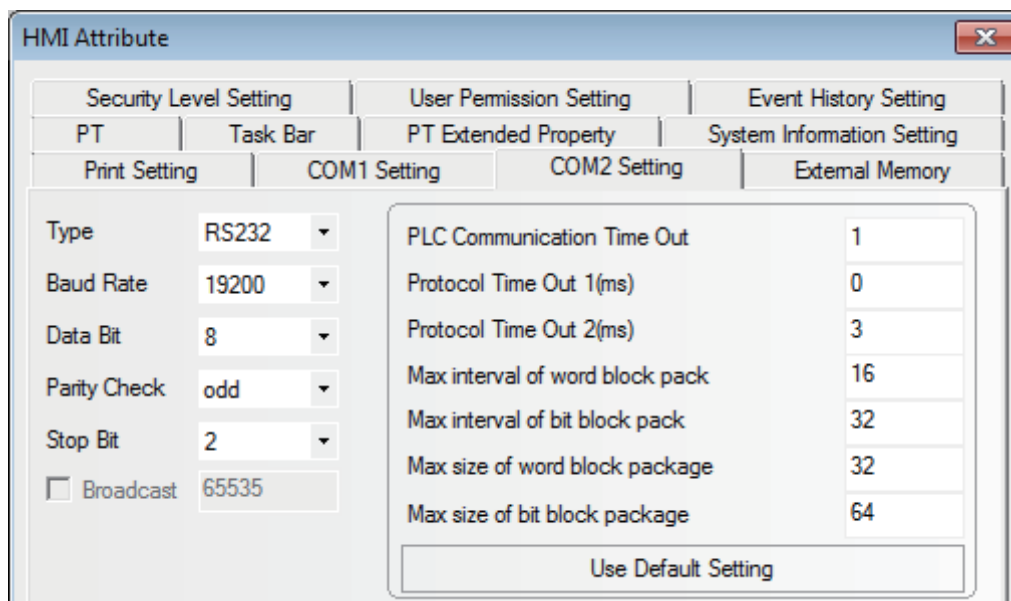 HMI Attribute
Security Level Setting User Permission Setting Event History Setting
PT Task Bar PT Extended Property System Information Setting
Print Setting COM1 Setting COM2 Setting External Memory
Type RS232
Baud Rate 19200
Data Bit 8
Parity Check odd
Stop Bit 2
Broadcast 65535
PLC Communication Time Out 1
Protocol Time Out 1(ms) 0
Protocol Time Out 2(ms) 3
Max interval of word block pack 16
Max interval of bit block pack 32
Max size of word block package 32
Max size of bit block package 64
Use Default Setting